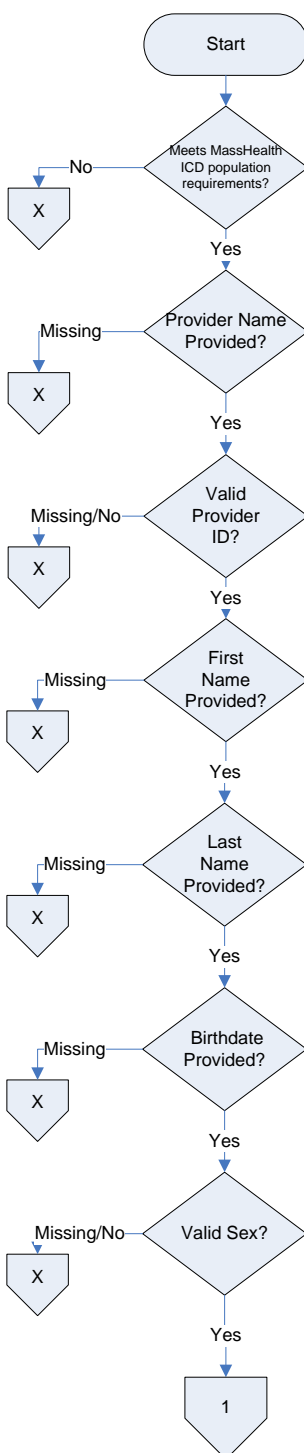 Start
Meets MassHealth
ICD population
requirements?
No
X
Yes
Provider Name
Provided?
Missing
X
Yes
Valid
Provider
ID?
Missing/No
X
Yes
First
Name
Provided?
Missing
X
Yes
Last
Name
Provided?
Missing
X
Yes
Birthdate
Provided?
Missing
X
Yes
Valid Sex?
Missing/No
X
Yes
1